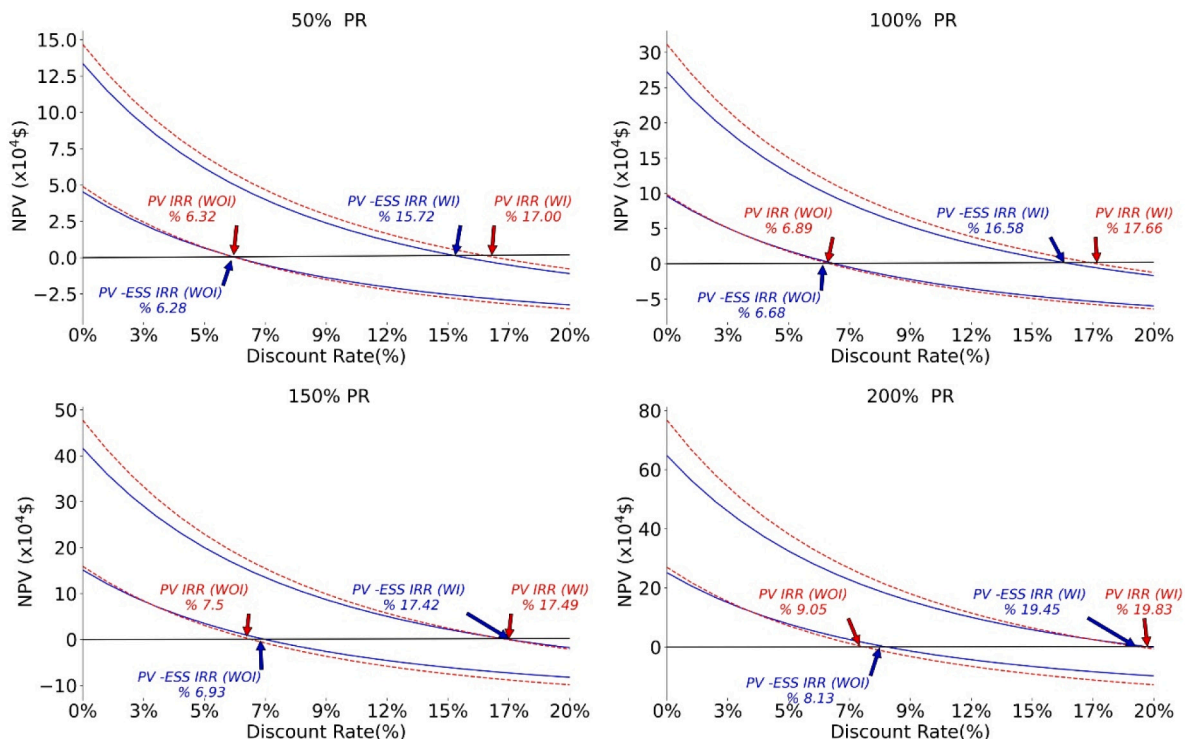 50% PR
NPV (x10⁴$)
15.0
12.5
10.0
7.5
5.0
2.5
0.0
−2.5
PV IRR (WOI)
% 6.32
PV -ESS IRR (WI)
% 15.72
PV IRR (WI)
% 17.00
PV -ESS IRR (WOI)
% 6.28
0% 3% 5% 7% 9% 12% 15% 17% 20%
Discount Rate(%)
100% PR
NPV (x10⁴$)
30
25
20
15
10
5
0
−5
PV IRR (WOI)
% 6.89
PV -ESS IRR (WI)
% 16.58
PV IRR (WI)
% 17.66
PV -ESS IRR (WOI)
% 6.68
0% 3% 5% 7% 9% 12% 15% 17% 20%
Discount Rate(%)
150% PR
NPV (x10⁴$)
50
40
30
20
10
0
−10
PV IRR (WOI)
% 7.5
PV -ESS IRR (WI)
% 17.42
PV IRR (WI)
% 17.49
PV -ESS IRR (WOI)
% 6.93
0% 3% 5% 7% 9% 12% 15% 17% 20%
Discount Rate(%)
200% PR
NPV (x10⁴$)
80
60
40
20
0
PV IRR (WOI)
% 9.05
PV -ESS IRR (WI)
% 19.45
PV IRR (WI)
% 19.83
PV -ESS IRR (WOI)
% 8.13
0% 3% 5% 7% 9% 12% 15% 17% 20%
Discount Rate(%)